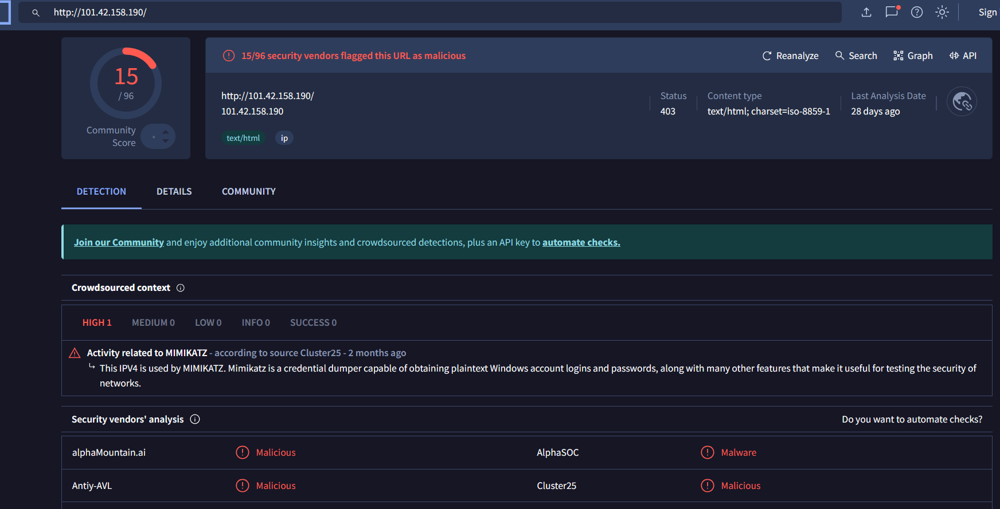 http://101.42.158.190/
Sign
15
/ 96
Community
Score
15/96 security vendors flagged this URL as malicious
Reanalyze
Search
Graph
API
http://101.42.158.190/
101.42.158.190
text/html
ip
Status
403
Content type
text/html; charset=iso-8859-1
Last Analysis Date
28 days ago
DETECTION
DETAILS
COMMUNITY
Join our Community and enjoy additional community insights and crowdsourced detections, plus an API key to automate checks.
Crowdsourced context
HIGH 1
MEDIUM 0
LOW 0
INFO 0
SUCCESS 0
Activity related to MIMIKATZ - according to source Cluster25 - 2 months ago
This IPV4 is used by MIMIKATZ. Mimikatz is a credential dumper capable of obtaining plaintext Windows account logins and passwords, along with many other features that make it useful for testing the security of
networks.
Security vendors' analysis
Do you want to automate checks?
alphaMountain.ai
Malicious
AlphaSOC
Malware
Antiy-AVL
Malicious
Cluster25
Malicious